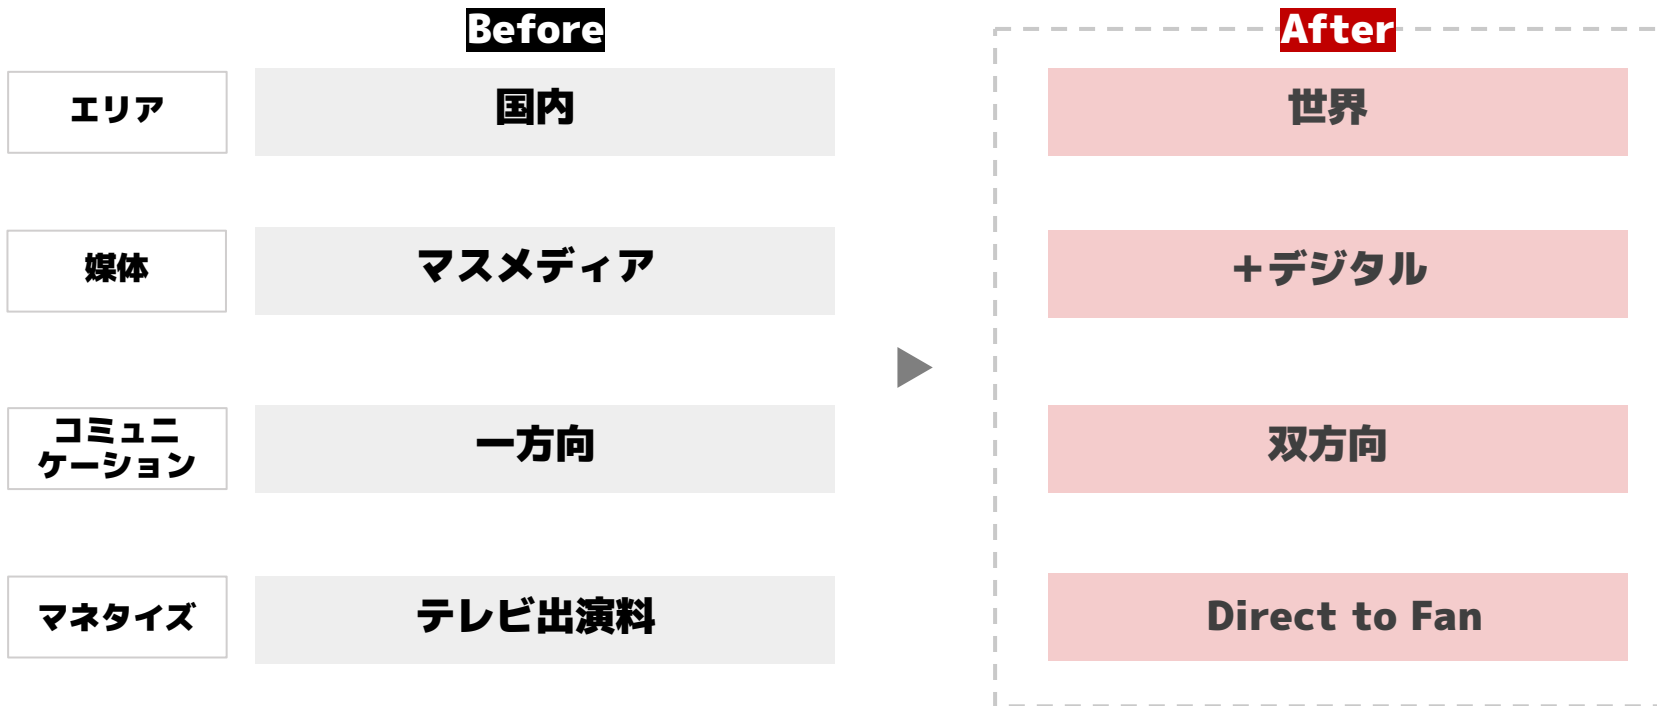 Before
After
エリア
国内
世界
媒体
マスメディア
＋デジタル
コミュニ
ケーション
一方向
双方向
マネタイズ
テレビ出演料
Direct to Fan